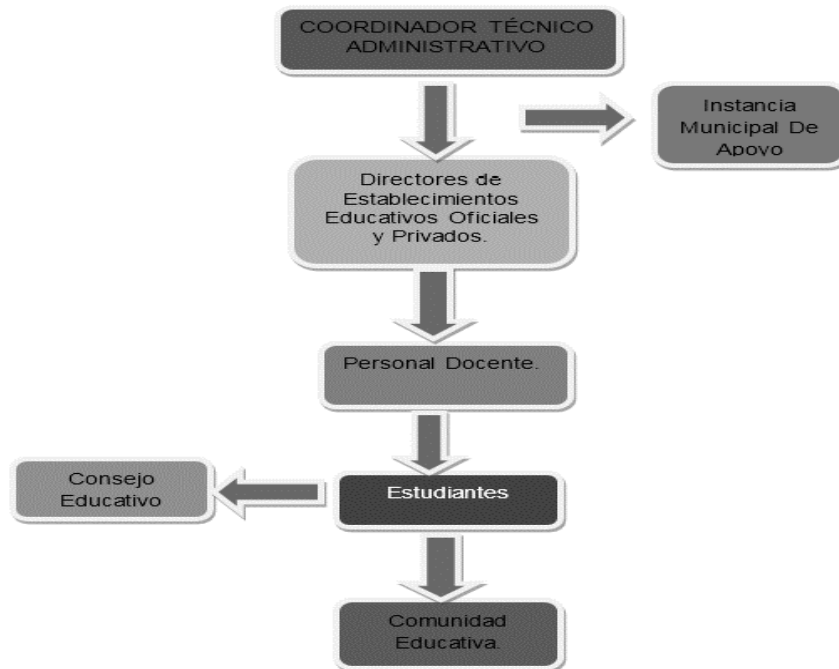 COORDINADOR TÉCNICO
ADMINISTRATIVO
Instancia
Municipal De
Apoyo
Directores de
Establecimientos
Educativos Oficiales
y Privados.
Personal Docente.
Consejo
Educativo
Estudiantes
Comunidad
Educativa.